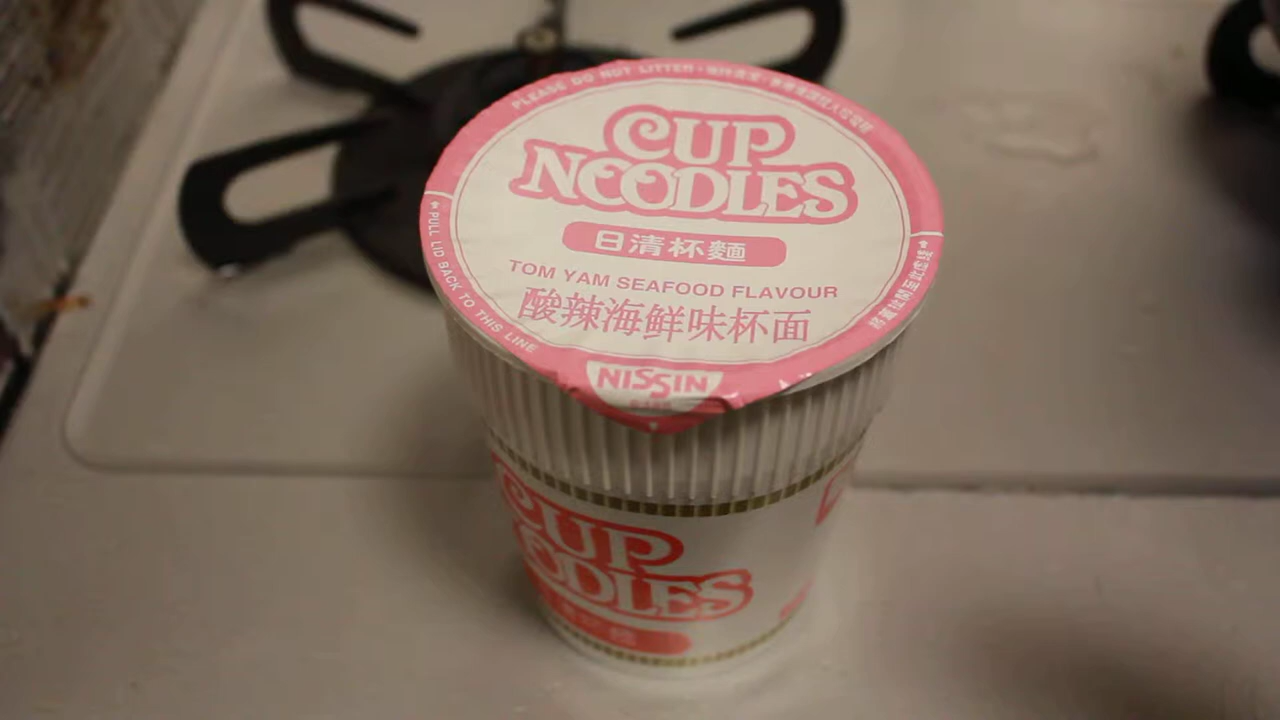 PLEASE DO NOT LITTER
CUP
NOODLES
日清杯麵
TOM YAM SEAFOOD FLAVOUR
酸辣海鮮味杯面
PULL LID BACK TO THIS LINE
NISSIN
CUP
NOODLES